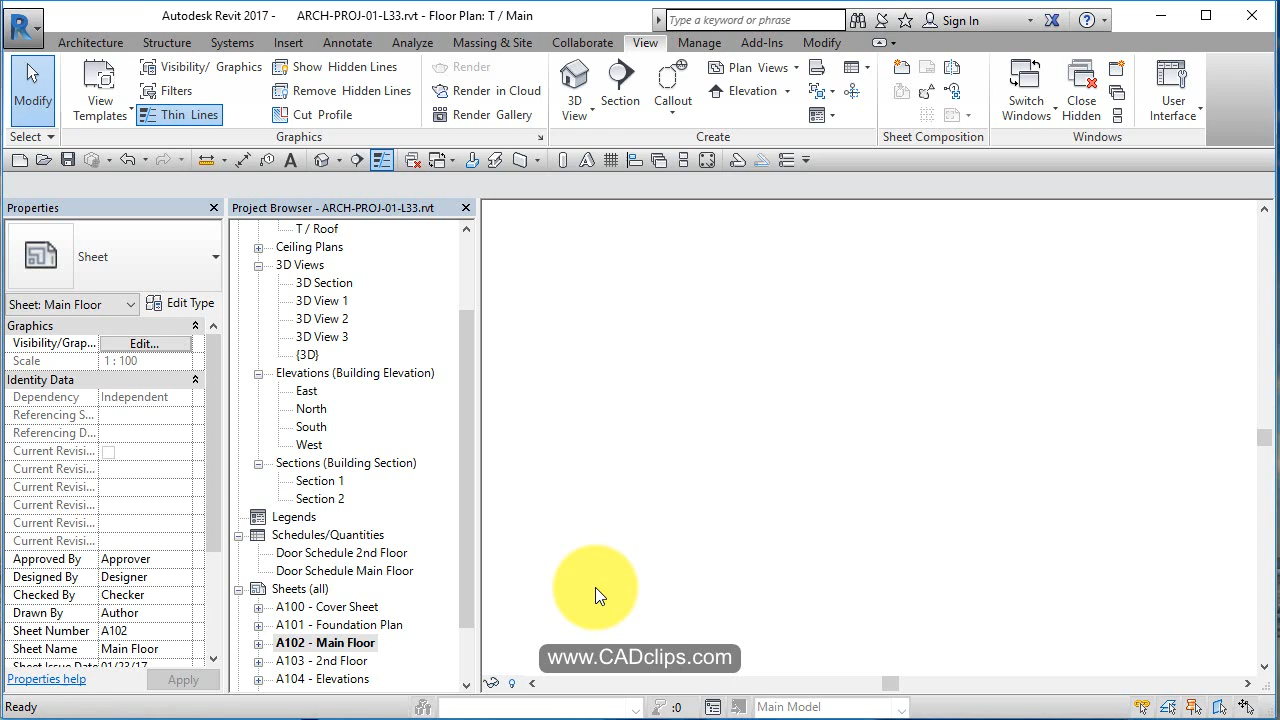 Autodesk Revit 2017 - ARCH-PROJ-01-L33.rvt - Floor Plan: T / Main
Type a keyword or phrase
Sign In
Architecture Structure Systems Insert Annotate Analyze Massing & Site Collaborate View Manage Add-Ins Modify
Modify
View Templates
Visibility/ Graphics
Filters
Thin Lines
Show Hidden Lines
Remove Hidden Lines
Cut Profile
Render
Render in Cloud
Render Gallery
3D View
Section
Callout
Plan Views
Elevation
Switch Windows
Close Hidden
User Interface
Select Graphics Create Sheet Composition Windows
Properties
Sheet
Sheet: Main Floor Edit Type
Graphics
Visibility/Grap... Edit...
Scale 1 : 100
Identity Data
Dependency Independent
Referencing S...
Referencing D...
Current Revisi...
Current Revisi...
Current Revisi...
Current Revisi...
Current Revisi...
Current Revisi...
Approved By Approver
Designed By Designer
Checked By Checker
Drawn By Author
Sheet Number A102
Sheet Name Main Floor
Sheet Issue Date 01/23/17
Properties help Apply
Project Browser - ARCH-PROJ-01-L33.rvt
T / Roof
Ceiling Plans
3D Views
3D Section
3D View 1
3D View 2
3D View 3
{3D}
Elevations (Building Elevation)
East
North
South
West
Sections (Building Section)
Section 1
Section 2
Legends
Schedules/Quantities
Door Schedule 2nd Floor
Door Schedule Main Floor
Sheets (all)
A100 - Cover Sheet
A101 - Foundation Plan
A102 - Main Floor
A103 - 2nd Floor
A104 - Elevations
www.CADclips.com
Ready
:0
Main Model